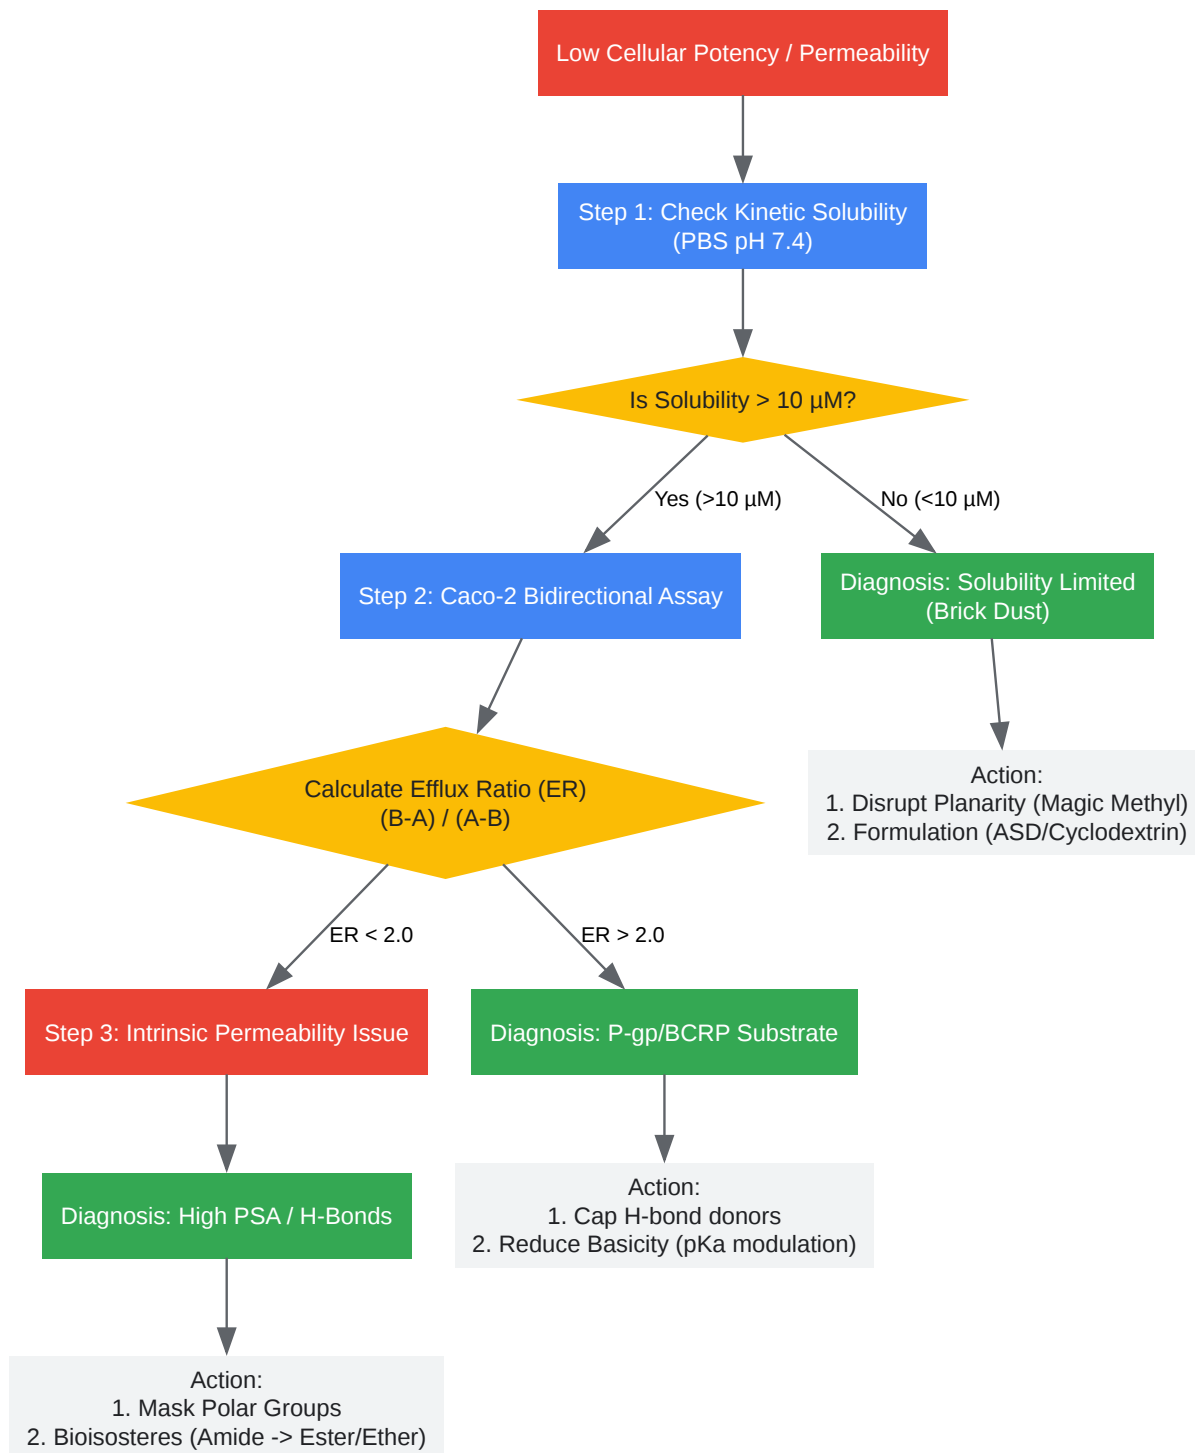 Low Cellular Potency / Permeability
Step 1: Check Kinetic Solubility
(PBS pH 7.4)
Is Solubility > 10 µM?
Yes (>10 µM)
No (<10 µM)
Step 2: Caco-2 Bidirectional Assay
Diagnosis: Solubility Limited
(Brick Dust)
Calculate Efflux Ratio (ER)
(B-A) / (A-B)
Action:
1. Disrupt Planarity (Magic Methyl)
2. Formulation (ASD/Cyclodextrin)
ER < 2.0
ER > 2.0
Step 3: Intrinsic Permeability Issue
Diagnosis: P-gp/BCRP Substrate
Diagnosis: High PSA / H-Bonds
Action:
1. Cap H-bond donors
2. Reduce Basicity (pKa modulation)
Action:
1. Mask Polar Groups
2. Bioisosteres (Amide -> Ester/Ether)